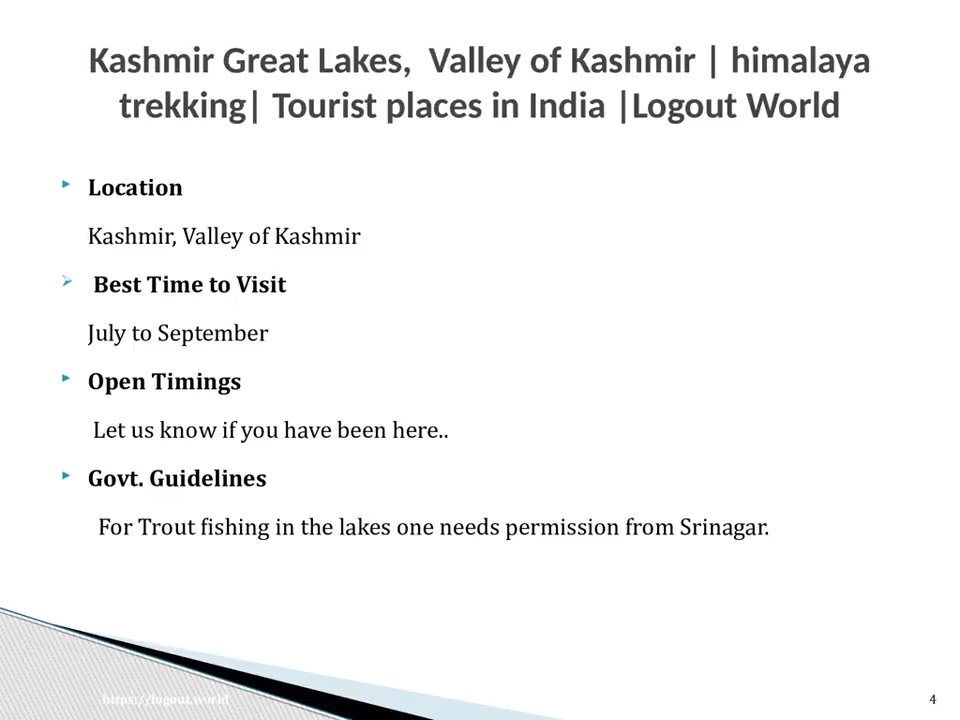 Kashmir Great Lakes,  Valley of Kashmir | himalaya
trekking| Tourist places in India |Logout World
Location
Kashmir, Valley of Kashmir
Best Time to Visit
July to September
Open Timings
Let us know if you have been here..
Govt. Guidelines
For Trout fishing in the lakes one needs permission from Srinagar.
https://logout.world
4